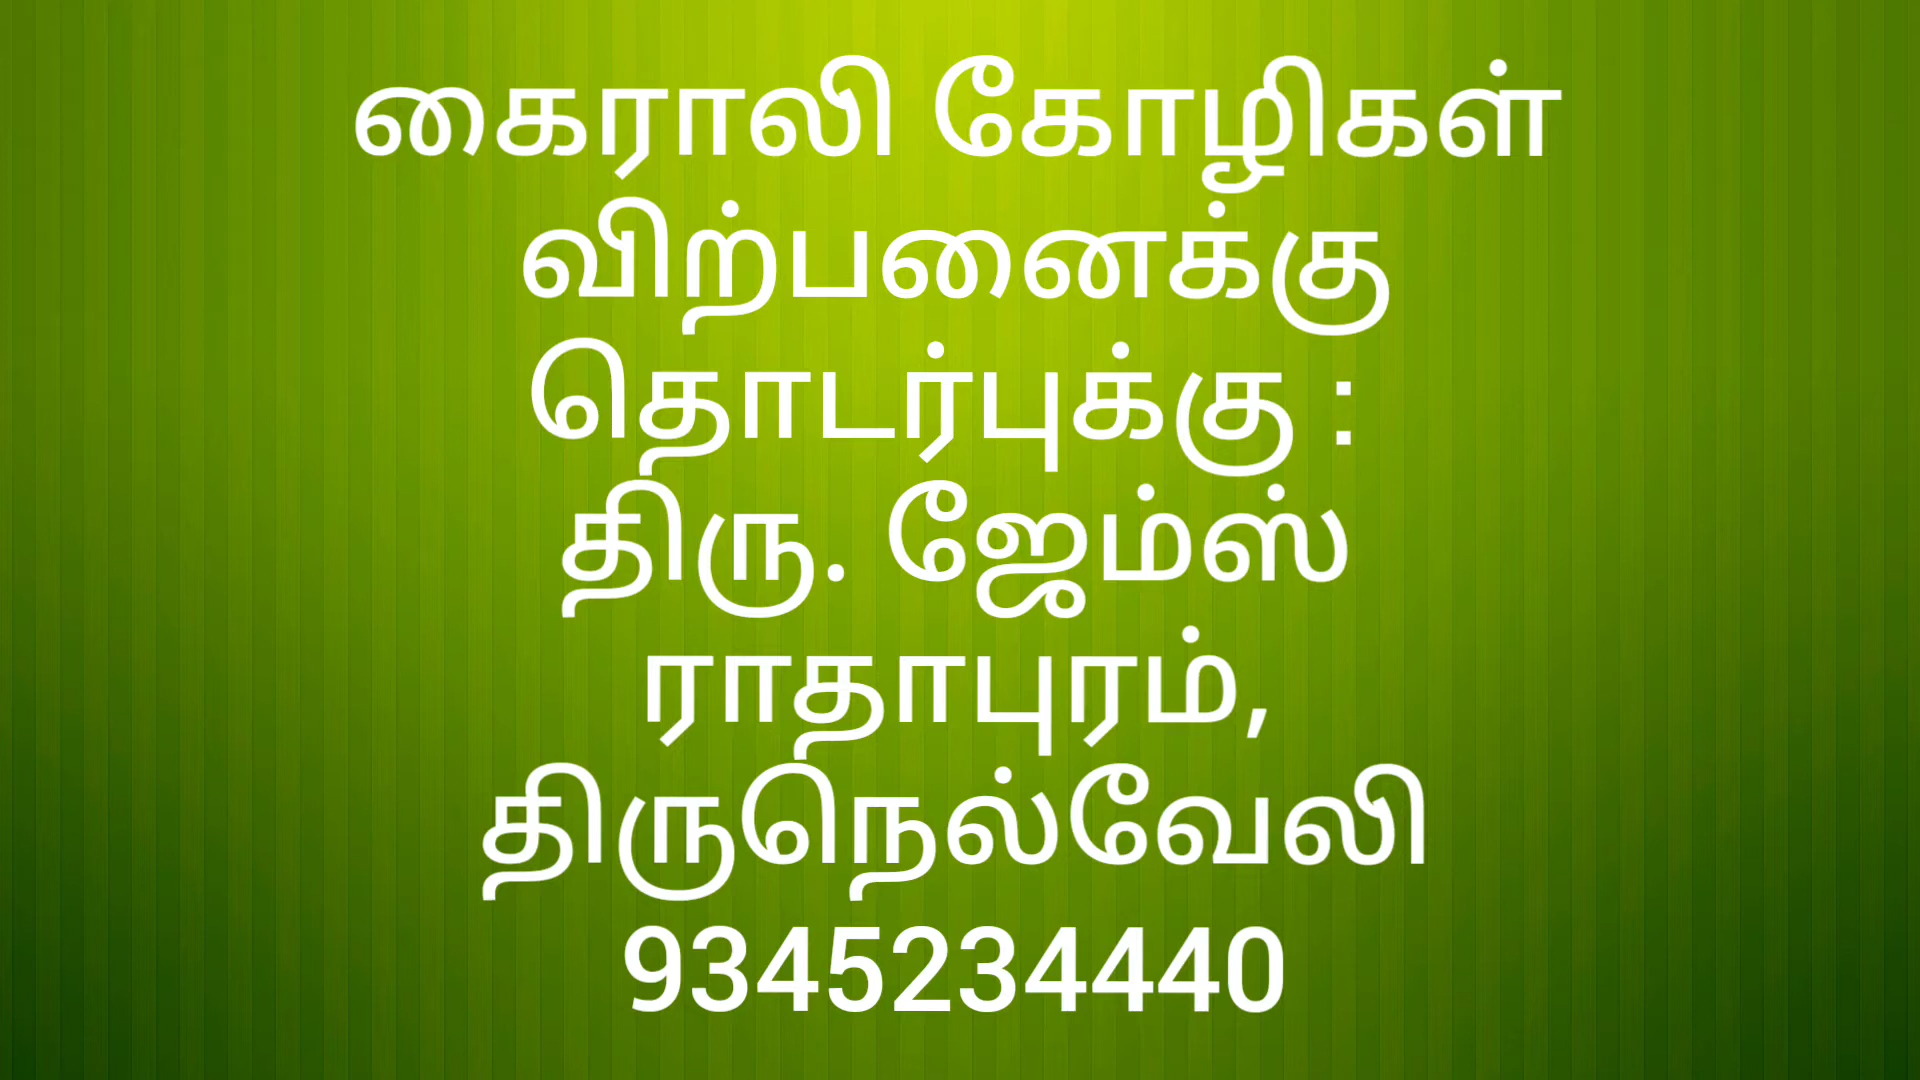 கைராலி கோழிகள்
விற்பனைக்கு
தொடர்புக்கு :
திரு. ஜேம்ஸ்
ராதாபுரம்,
திருநெல்வேலி
9345234440